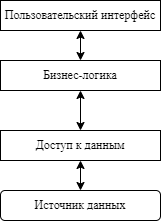 Пользовательский интерфейс
Бизнес-логика
Доступ к данным
Источник данных